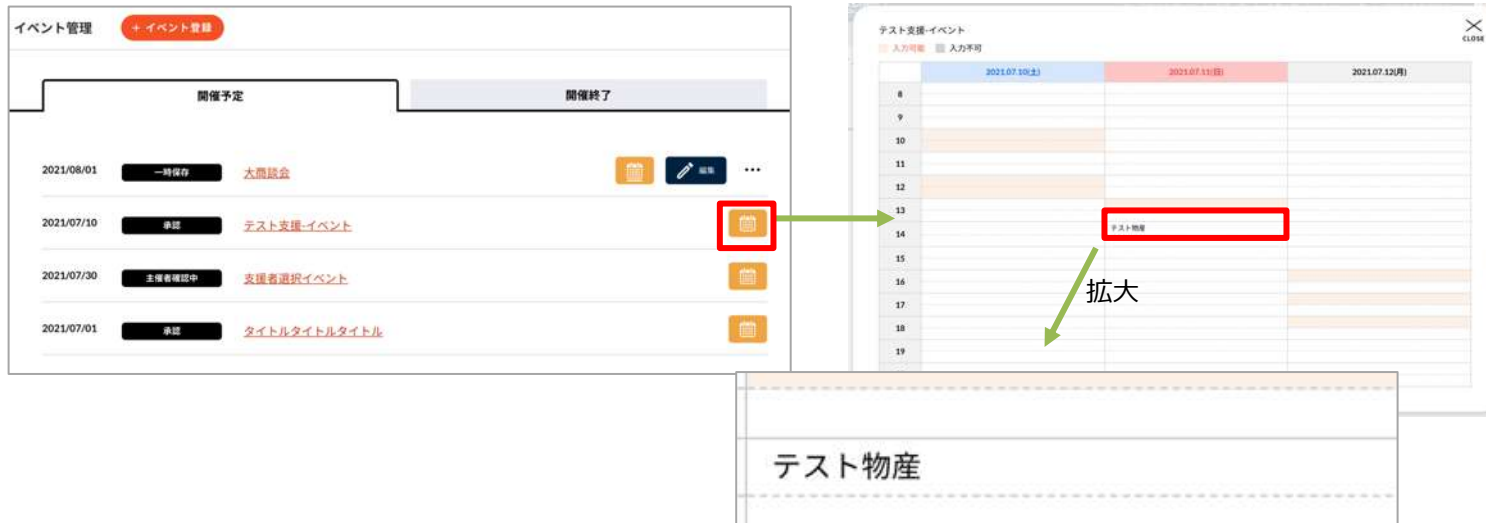 イベント管理
+ イベント登録
開催予定
開催終了
2021/08/01
一時保存
大商談会
編集
•••
2021/07/10
承認
テスト支援-イベント
2021/07/30
主催者確認中
支援者選択イベント
2021/07/01
承認
タイトルタイトルタイトル
テスト支援-イベント
入力可能
入力不可
CLOSE
2021.07.10(土)
2021.07.11(日)
2021.07.12(月)
8
9
10
11
12
13
14
テスト物産
15
16
17
18
19
拡大
テスト物産